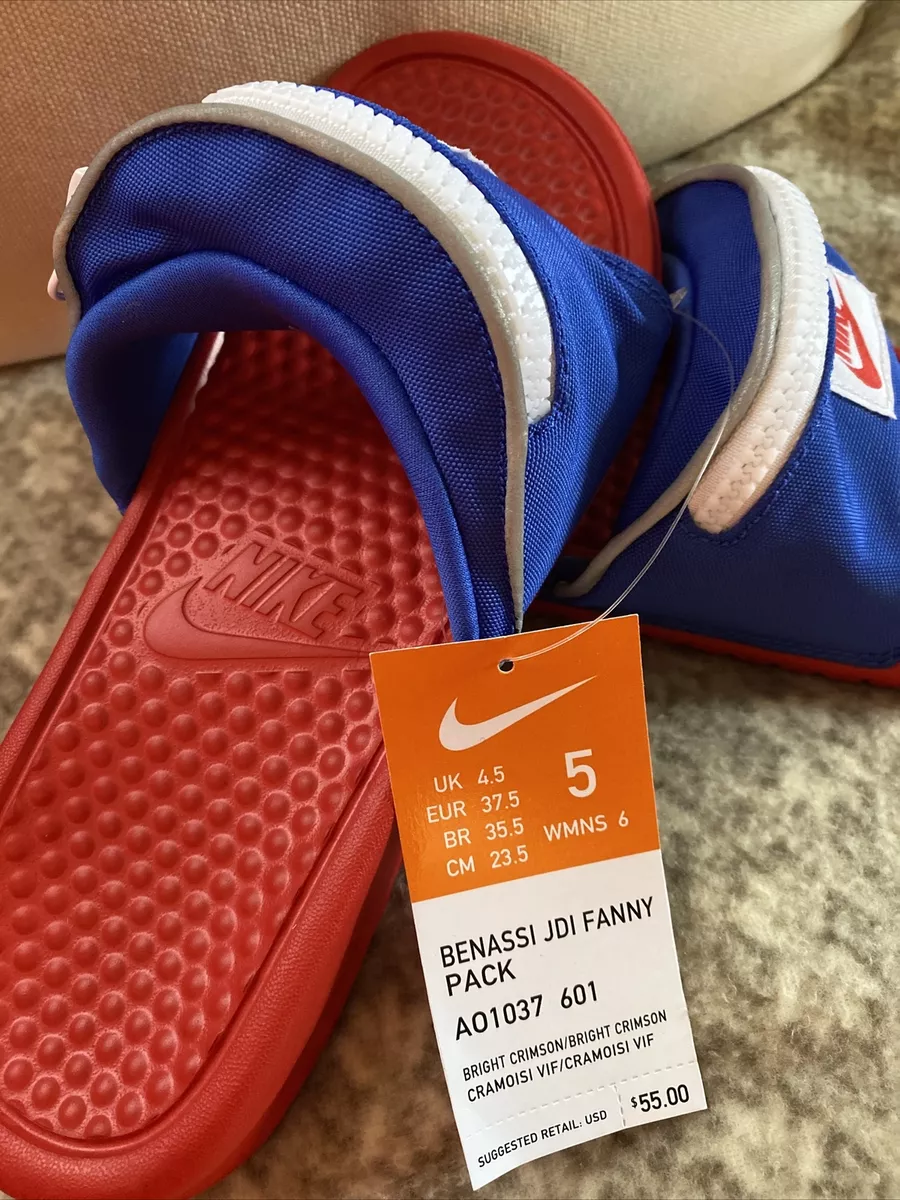 NIKE
NIKE
UK 4.5
EUR 37.5
BR 35.5
CM 23.5
5
WMNS 6
BENASSI JDI FANNY
PACK
AO1037 601
BRIGHT CRIMSON/BRIGHT CRIMSON
CRAMOISI VIF/CRAMOISI VIF
SUGGESTED RETAIL: USD
$55.00